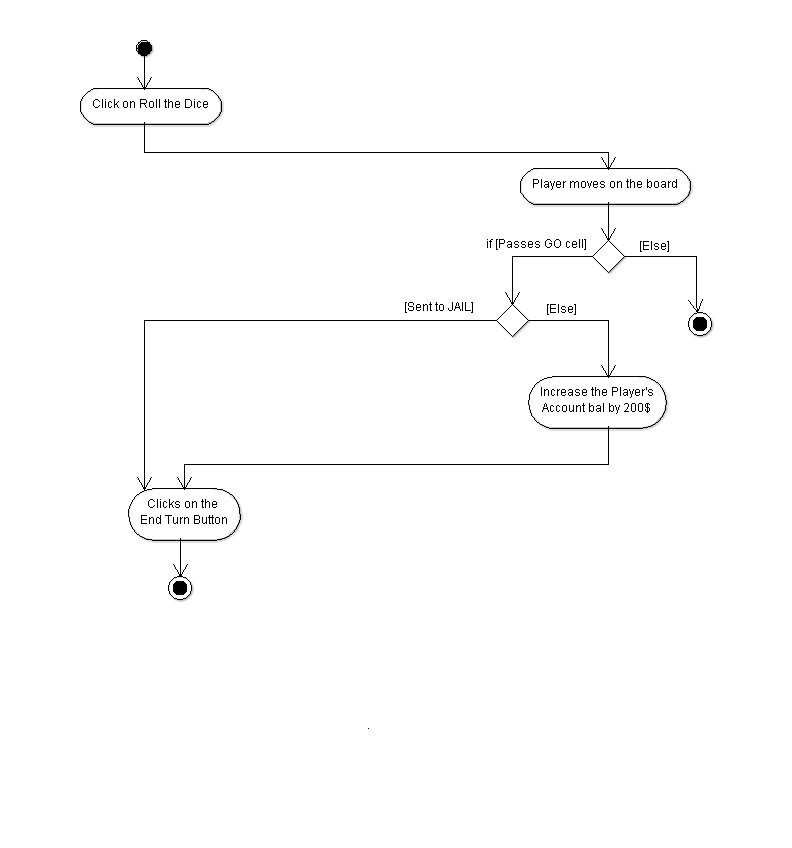 Click on Roll the Dice
Player moves on the board
if [Passes GO cell]
[Else]
[Sent to JAIL]
[Else]
Increase the Player's
Account bal by 200$
Clicks on the
End Turn Button